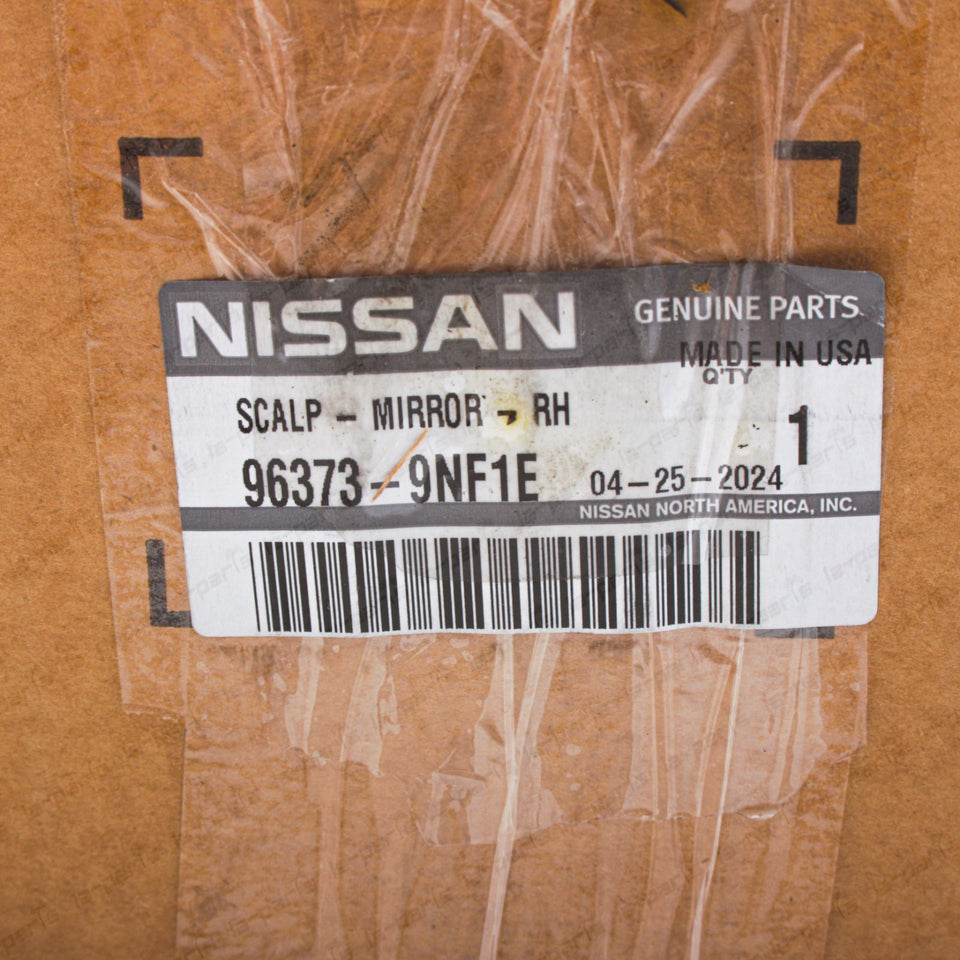 NISSAN
GENUINE PARTS
MADE IN USA
Q'TY
SCALP - MIRROR - RH
1
96373-9NF1E
04-25-2024
NISSAN NORTH AMERICA, INC.